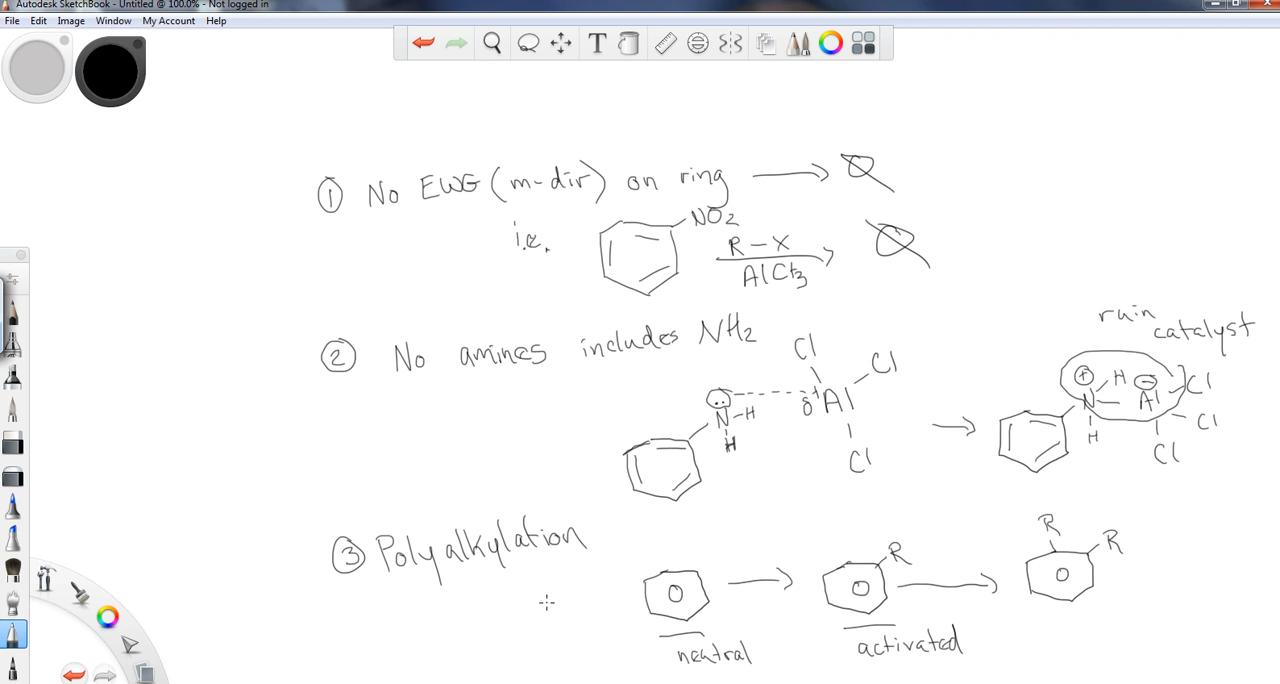 Autodesk SketchBook - Untitled @ 100.0% - Not logged in
File Edit Image Window My Account Help
① No EWG (m-dir) on ring
i.e.
NO2
R-X
AlCl3
② No amines includes NH2
Cl
Cl
N-H
H
δ+ Al
Cl
ruin
catalyst
+ H − Cl
N Al
H Cl
Cl
③ Polyalkylation
R
R
R
neutral
activated